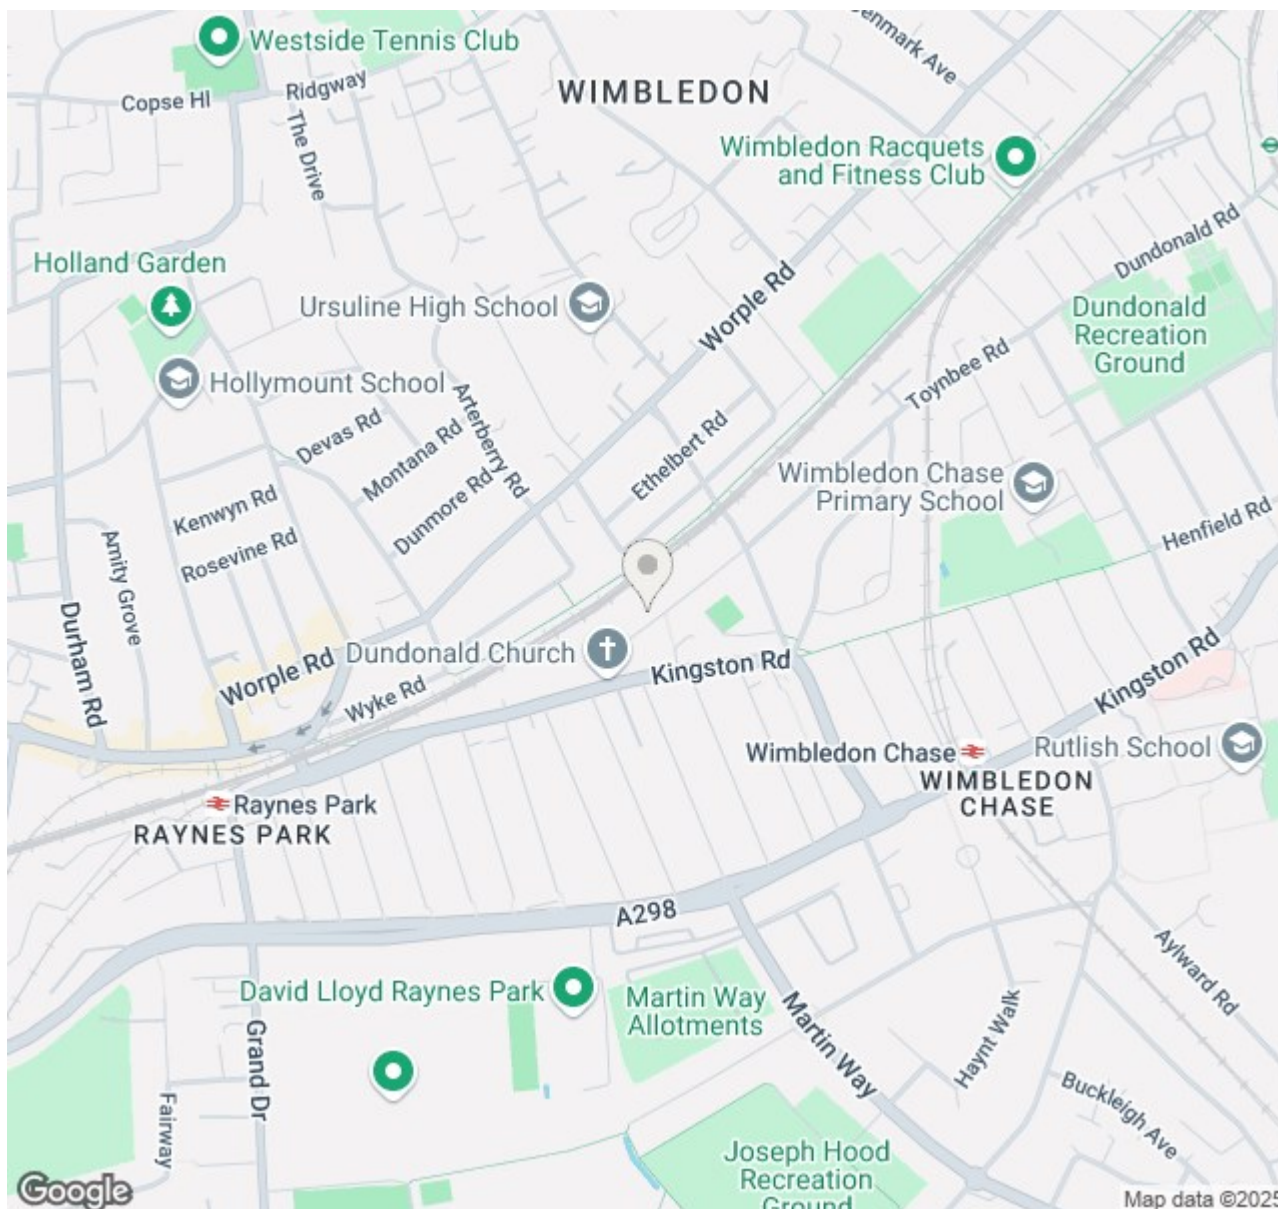 Westside Tennis Club
Copse Hl
Ridgway
The Drive
WIMBLEDON
enmark Ave
Wimbledon Racquets
and Fitness Club
Dundonald Rd
Holland Garden
Ursuline High School
Worple Rd
Dundonald
Recreation
Ground
Hollymount School
Toynbee Rd
Devas Rd
Montana Rd
Arterberry Rd
Ethelbert Rd
Dunmore Rd
Wimbledon Chase
Primary School
Kenwyn Rd
Rosevine Rd
Henfield Rd
Amity Grove
Durham Rd
Worple Rd
Dundonald Church
Kingston Rd
Wyke Rd
Kingston Rd
Wimbledon Chase
Rutlish School
WIMBLEDON
CHASE
Raynes Park
RAYNES PARK
A298
Aylward Rd
David Lloyd Raynes Park
Martin Way
Allotments
Martin Way
Haynt Walk
Grand Dr
Fairway
Buckleigh Ave
Joseph Hood
Recreation
Ground
Google
Map data ©2025